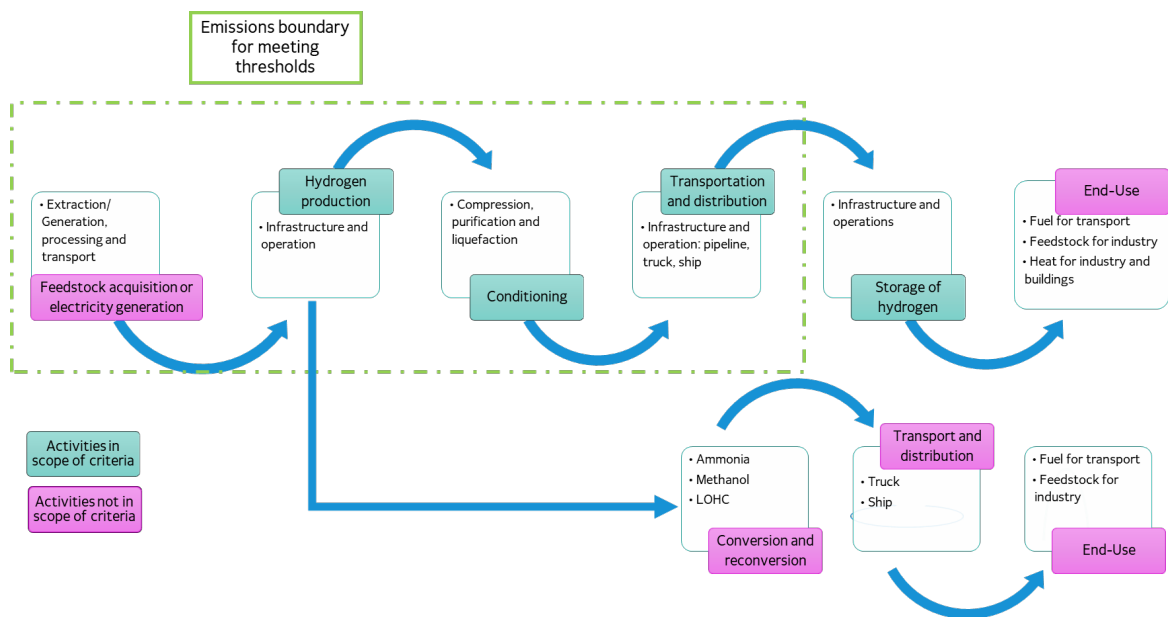 Emissions boundary
for meeting
thresholds
• Extraction/
Generation,
processing and
transport
Feedstock acquisition or
electricity generation
Hydrogen
production
• Infrastructure and
operation
• Compression,
purification and
liquefaction
Conditioning
Transportation
and distribution
• Infrastructure and
operation: pipeline,
truck, ship
• Infrastructure and
operations
Storage of
hydrogen
End-Use
• Fuel for transport
• Feedstock for industry
• Heat for industry and
buildings
Activities in
scope of criteria
Activities not in
scope of criteria
• Ammonia
• Methanol
• LOHC
Conversion and
reconversion
Transport and
distribution
• Truck
• Ship
• Fuel for transport
• Feedstock for
industry
End-Use